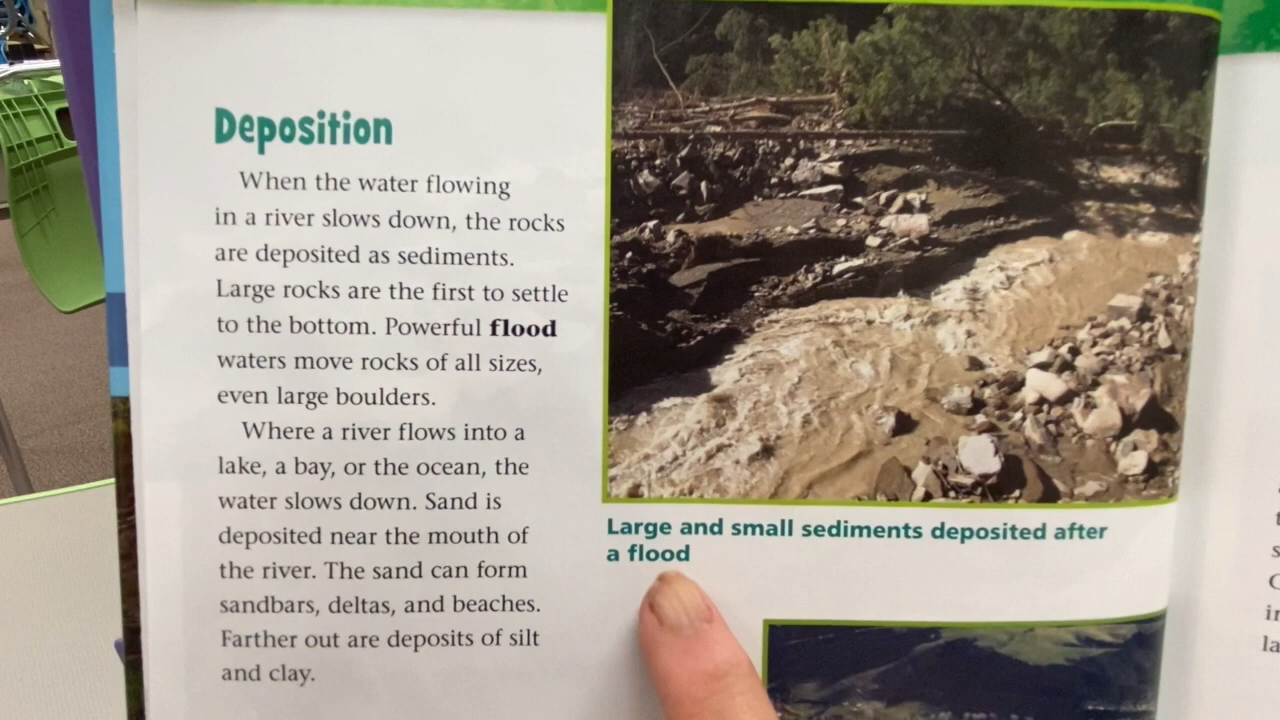 Deposition
When the water flowing
in a river slows down, the rocks
are deposited as sediments.
Large rocks are the first to settle
to the bottom. Powerful flood
waters move rocks of all sizes,
even large boulders.
Where a river flows into a
lake, a bay, or the ocean, the
water slows down. Sand is
deposited near the mouth of
the river. The sand can form
sandbars, deltas, and beaches.
Farther out are deposits of silt
and clay.
Large and small sediments deposited after
a flood